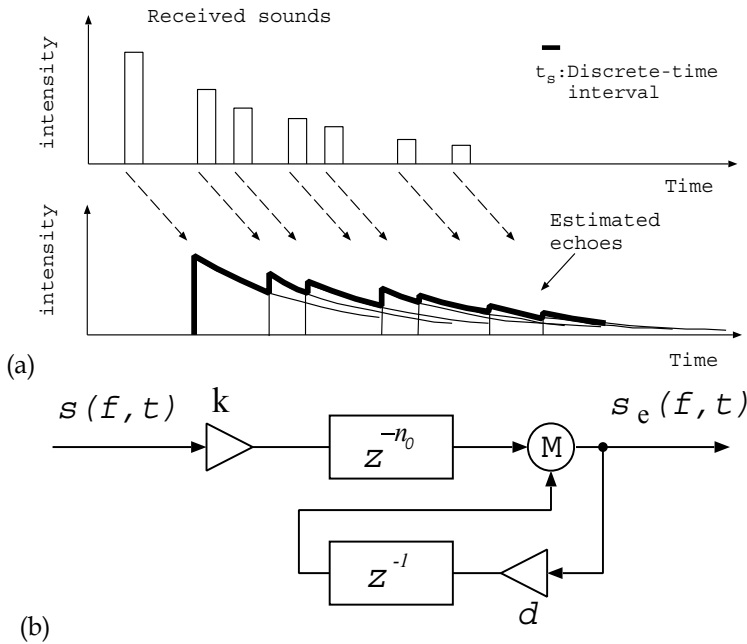 Received sounds
intensity
t_s:Discrete-time
interval
Time
intensity
Estimated
echoes
Time
(a)
s(f,t)
k
z^{-n_0}
M
s_e(f,t)
z^{-1}
d
(b)